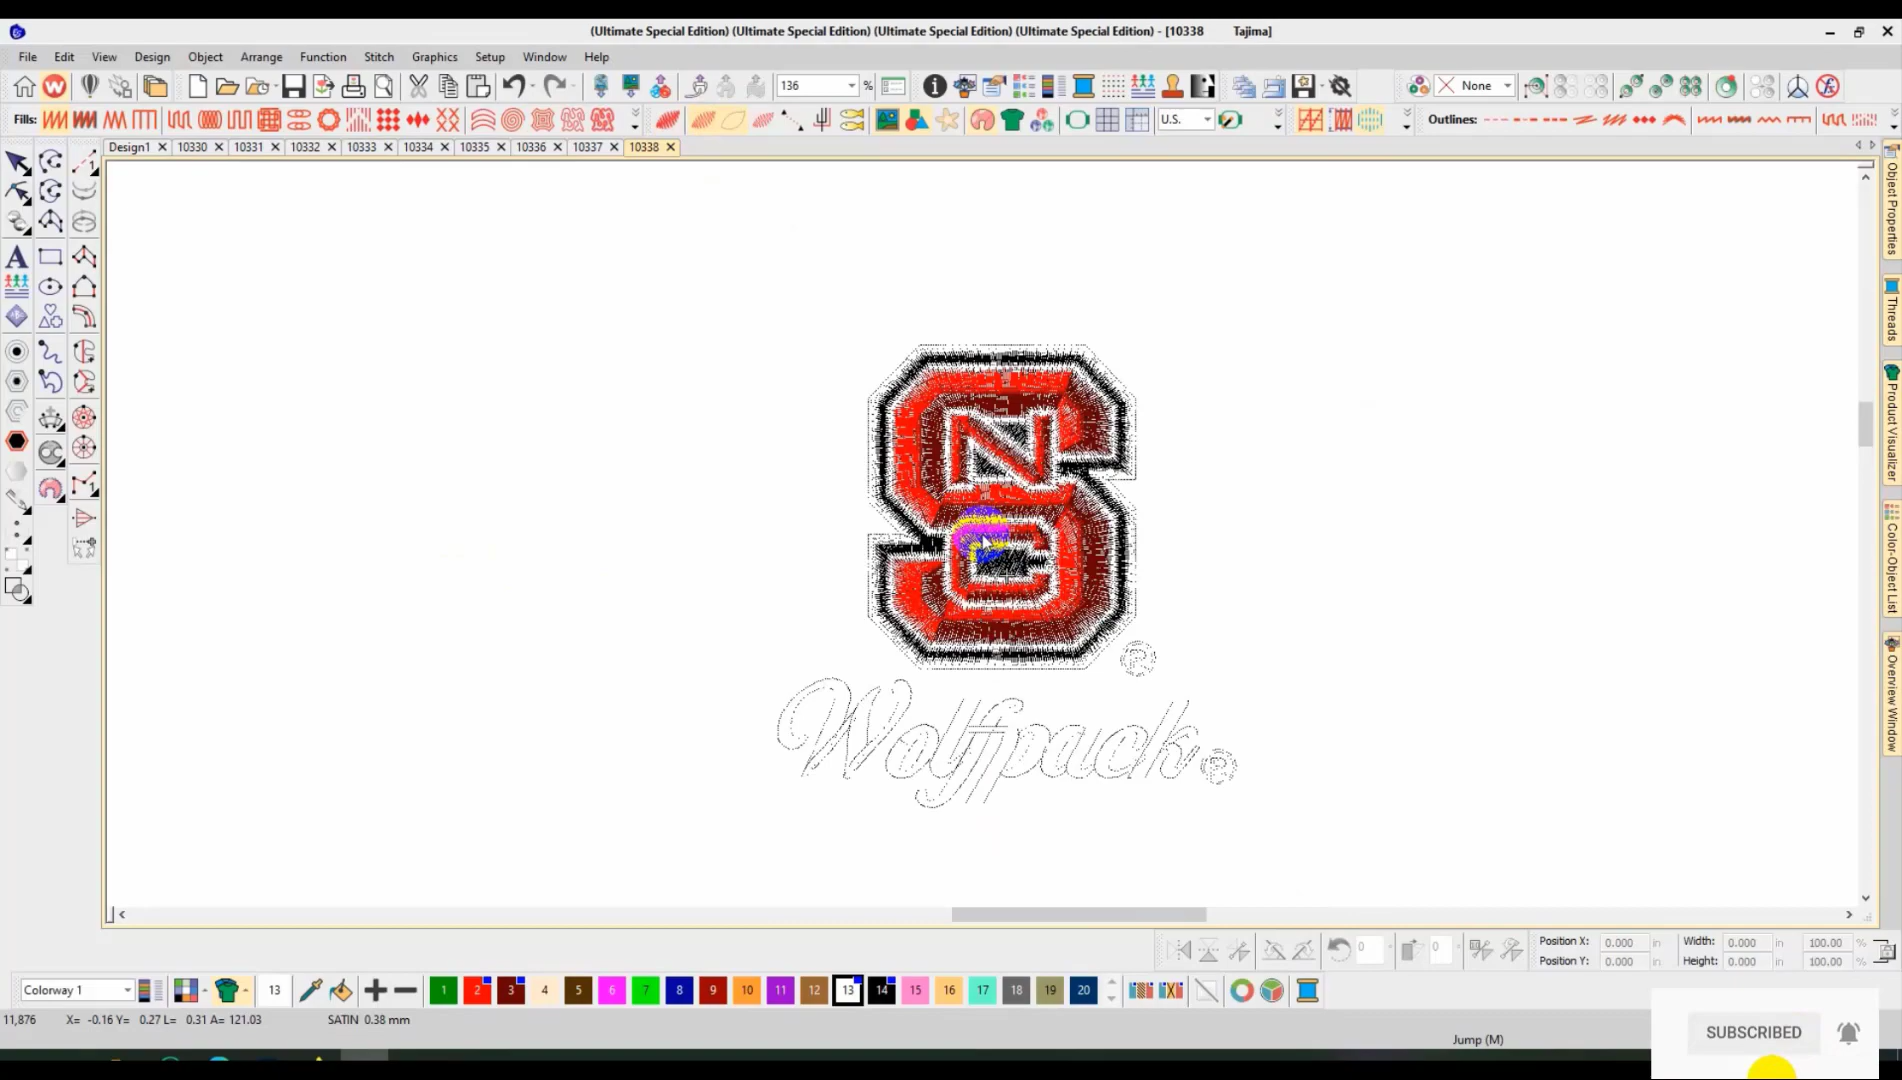 (Ultimate Special Edition) (Ultimate Special Edition) (Ultimate Special Edition) (Ultimate Special Edition) - [10338 Tajima]
File Edit View Design Object Arrange Function Stitch Graphics Setup Window Help
136 %
None
Fills:
U.S.
Outlines:
Design1 10330 10331 10332 10333 10334 10335 10336 10337 10338
Object Properties
Threads
Product Visualizer
Color-Object List
Overview Window
N
S
C
®
Wolfpack®
0 0
Position X: 0.000 in Width: 0.000 in 100.00 %
Position Y: 0.000 in Height: 0.000 in 100.00 %
Colorway 1 13 1 2 3 4 5 6 7 8 9 10 11 12 13 14 15 16 17 18 19 20
11,876 X= -0.16 Y= 0.27 L= 0.31 A= 121.03 SATIN 0.38 mm
Jump (M)
SUBSCRIBED